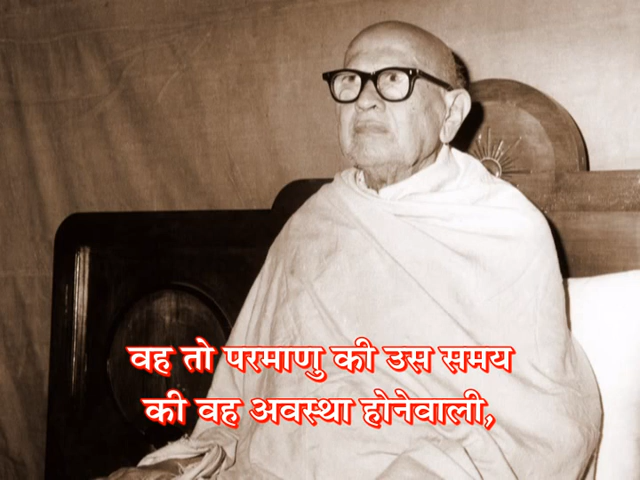 वह तो परमाणु की उस समय
की वह अवस्था होनेवाली,